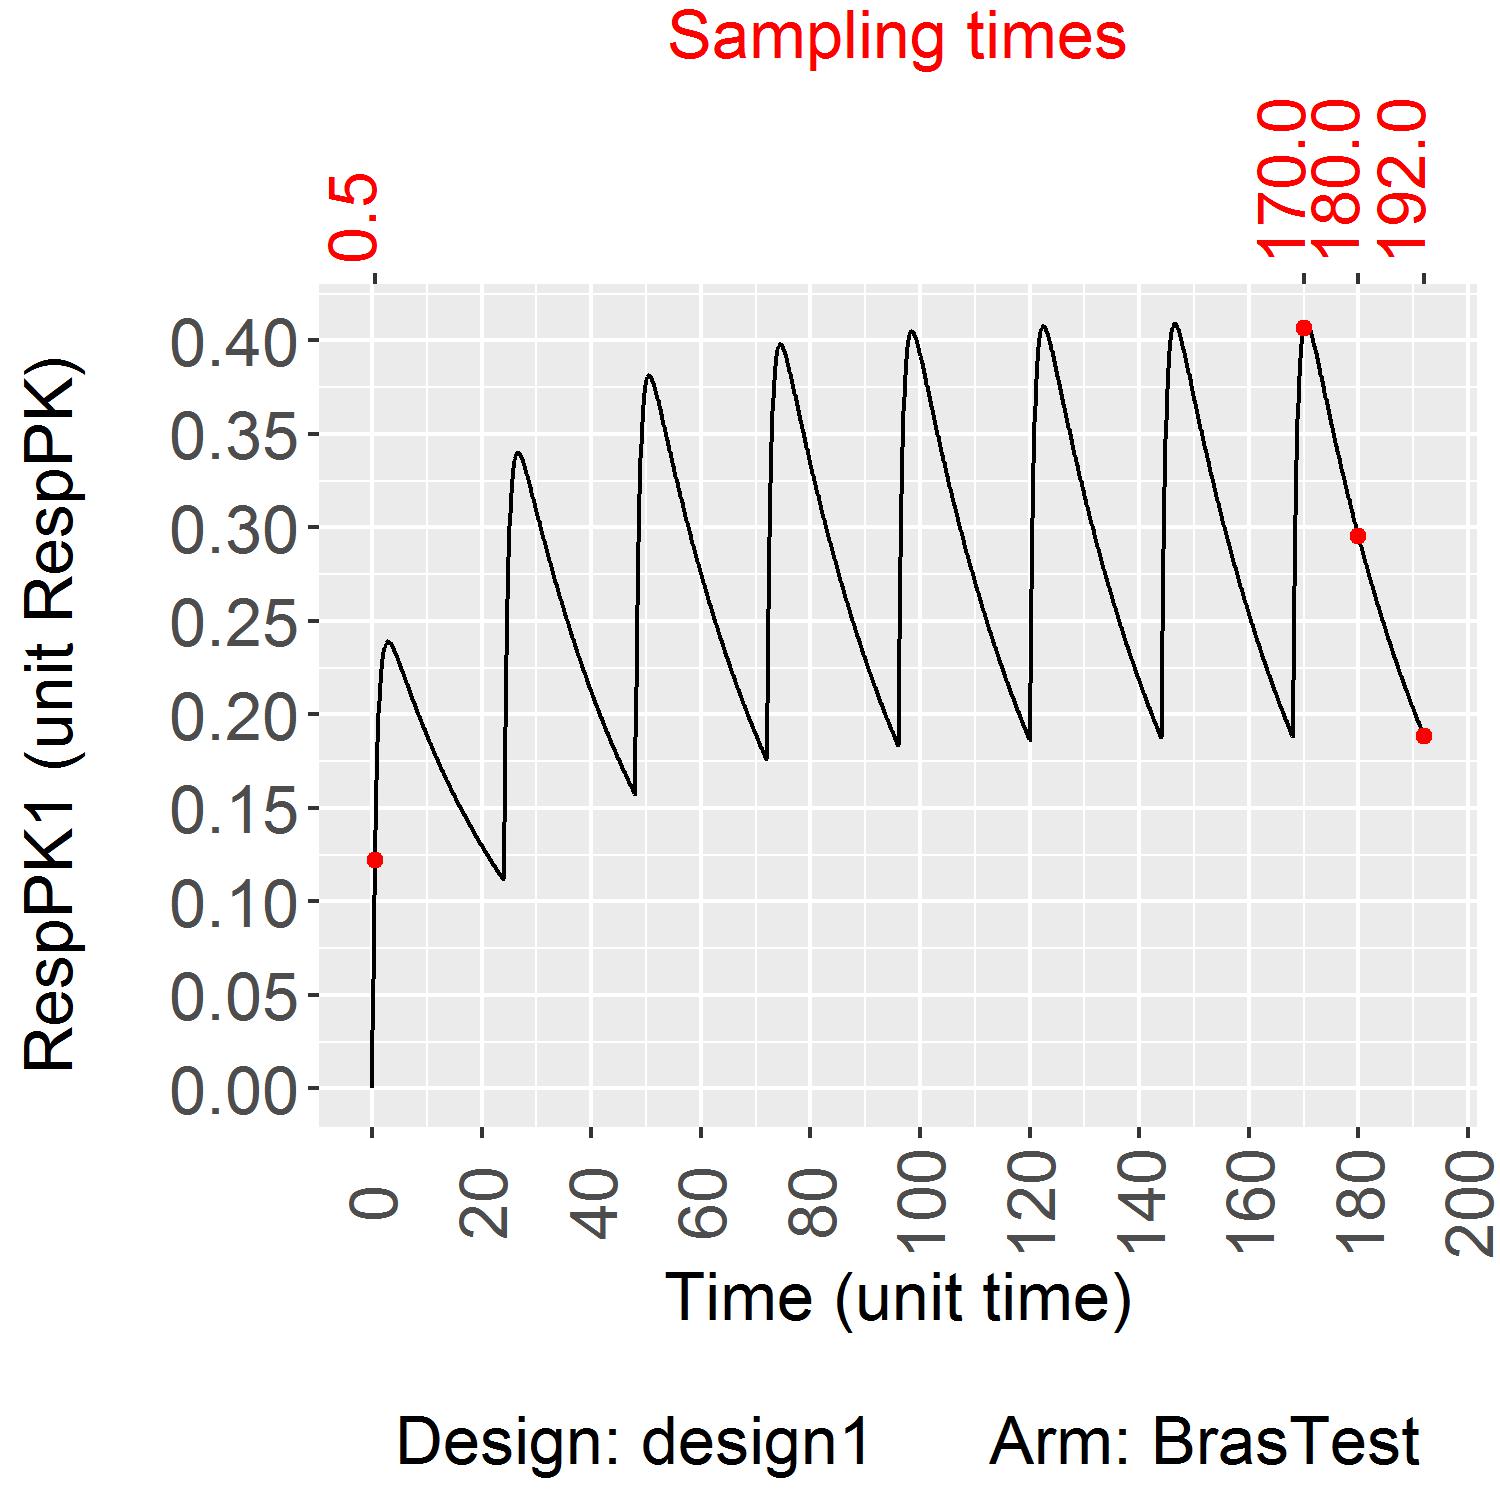 Sampling times
0.5 170.0 180.0 192.0
RespPK1 (unit RespPK)
0.40
0.35
0.30
0.25
0.20
0.15
0.10
0.05
0.00
0 20 40 60 80 100 120 140 160 180 200
Time (unit time)
Design: design1 Arm: BrasTest